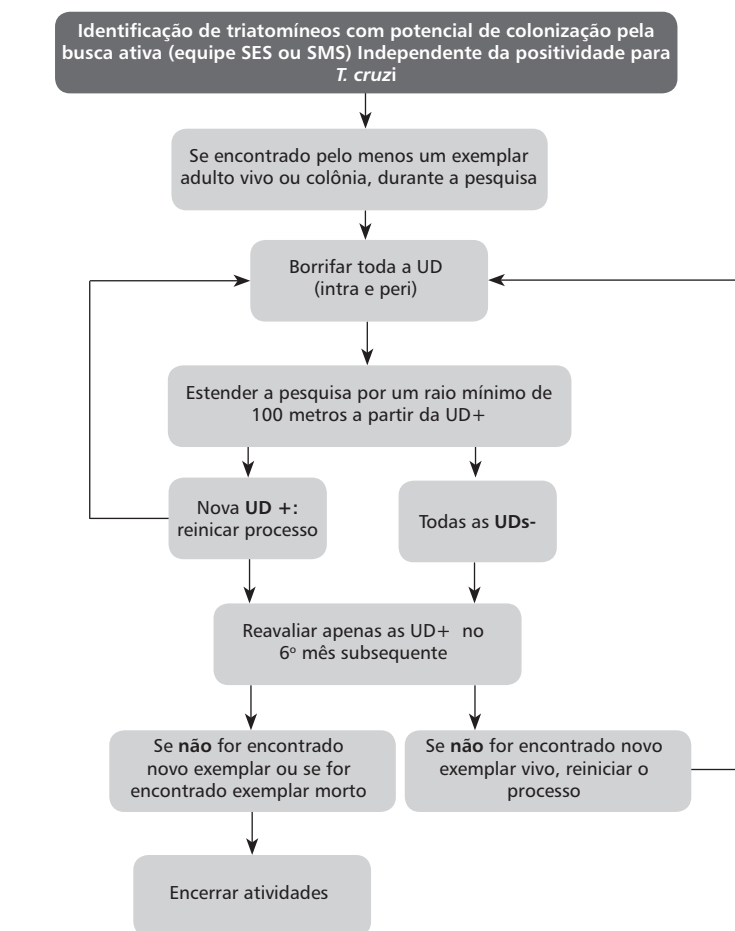 Identificação de triatomíneos com potencial de colonização pela
busca ativa (equipe SES ou SMS) Independente da positividade para
T. cruzi
Se encontrado pelo menos um exemplar
adulto vivo ou colônia, durante a pesquisa
Borrifar toda a UD
(intra e peri)
Estender a pesquisa por um raio mínimo de
100 metros a partir da UD+
Nova UD +:
reinicar processo
Todas as UDs-
Reavaliar apenas as UD+ no
6º mês subsequente
Se não for encontrado
novo exemplar ou se for
encontrado exemplar morto
Se não for encontrado novo
exemplar vivo, reiniciar o
processo
Encerrar atividades